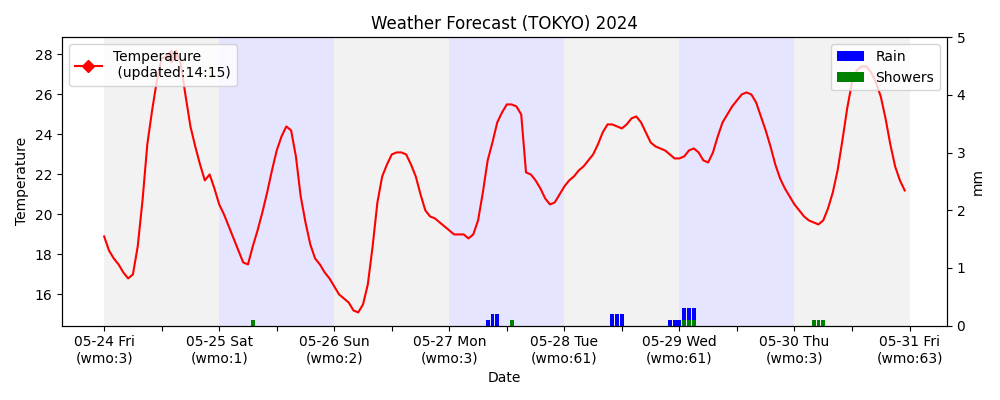 Weather Forecast (TOKYO) 2024
Temperature
(updated:14:15)
Rain
Showers
28
26
24
22
20
18
16
Temperature
5
4
3
2
1
0
mm
05-24 Fri
(wmo:3)
05-25 Sat
(wmo:1)
05-26 Sun
(wmo:2)
05-27 Mon
(wmo:3)
05-28 Tue
(wmo:61)
05-29 Wed
(wmo:61)
05-30 Thu
(wmo:3)
05-31 Fri
(wmo:63)
Date